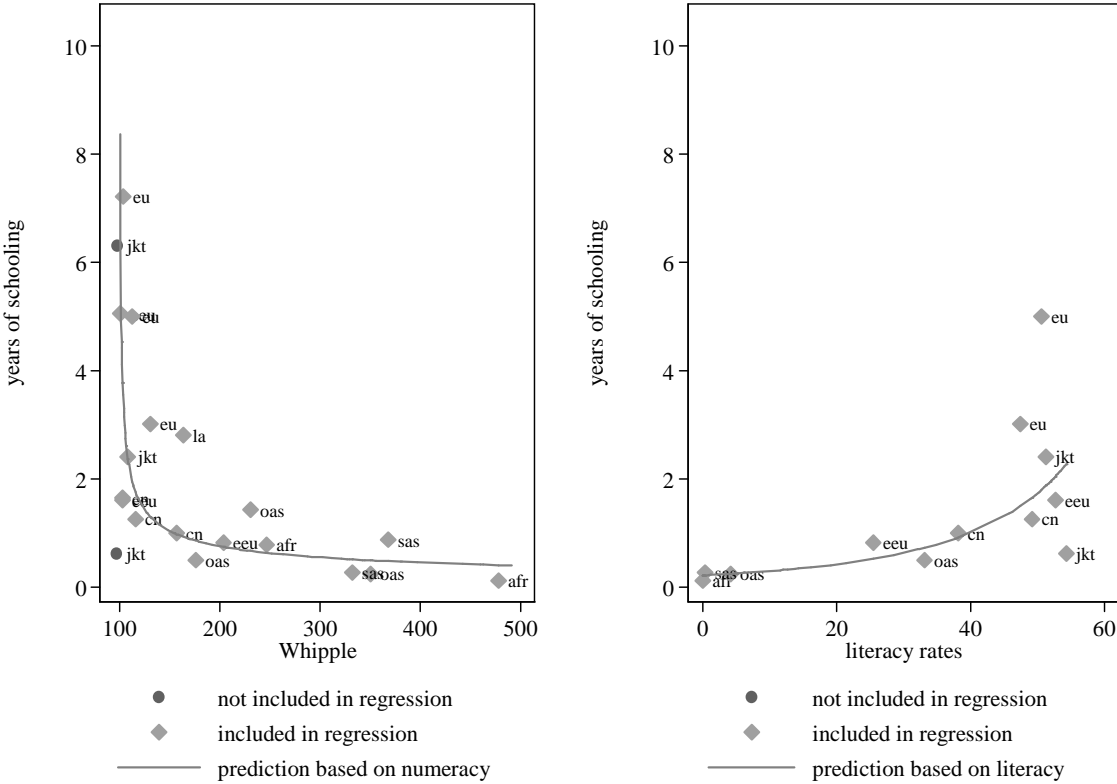 years of schooling
10
8
6
4
2
0
eu
jkt
eu
eu
eu
la
jkt
cn
eeu
cn
cn
jkt
oas
eeu
afr
oas
sas
sas
oas
afr
100 200 300 400 500
Whipple
not included in regression
included in regression
prediction based on numeracy
years of schooling
10
8
6
4
2
0
eu
eu
jkt
eeu
cn
cn
jkt
eeu
oas
sas
oas
afr
0 20 40 60
literacy rates
not included in regression
included in regression
prediction based on literacy